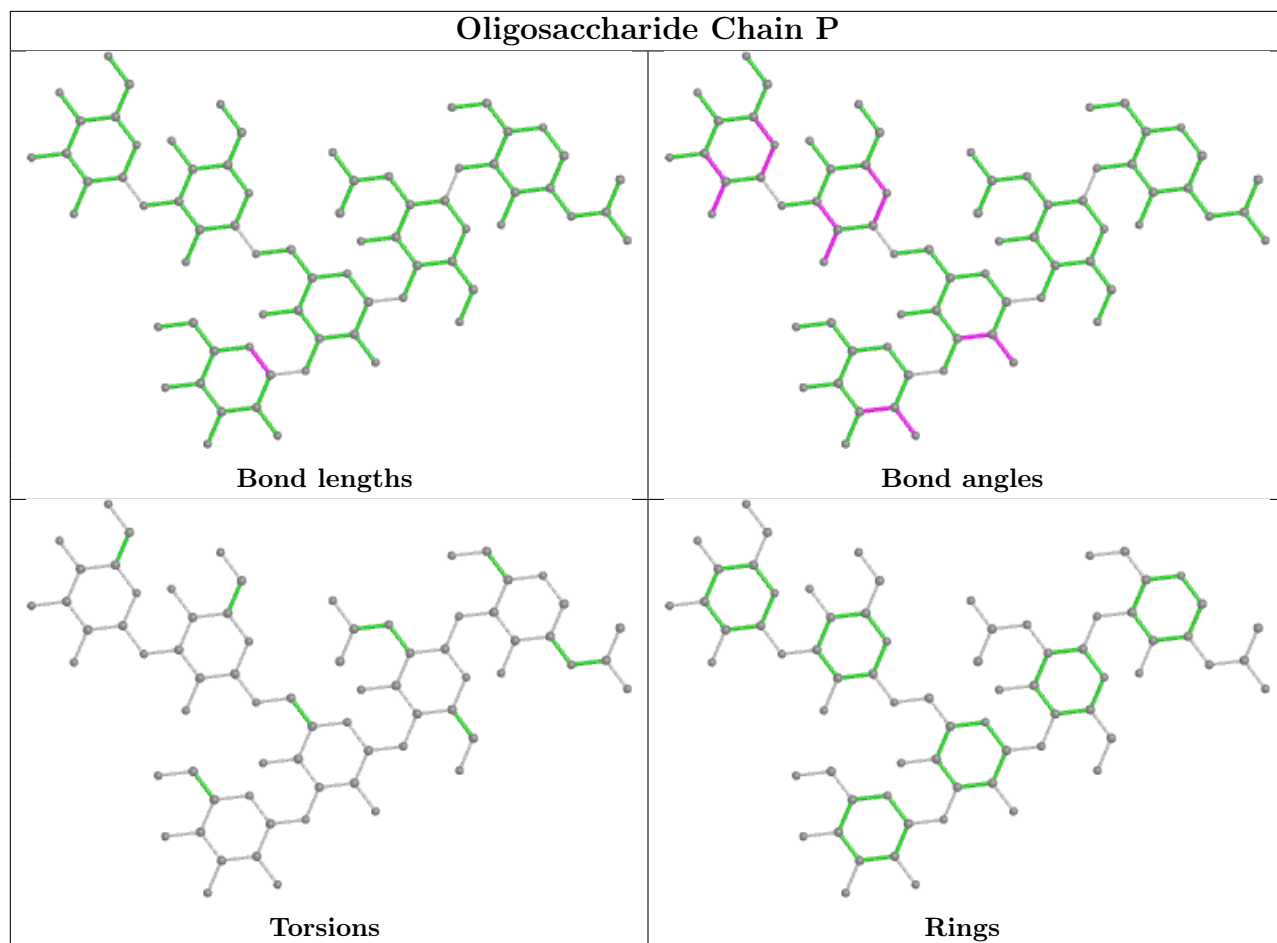 Oligosaccharide Chain P
Bond lengths
Bond angles
Torsions
Rings